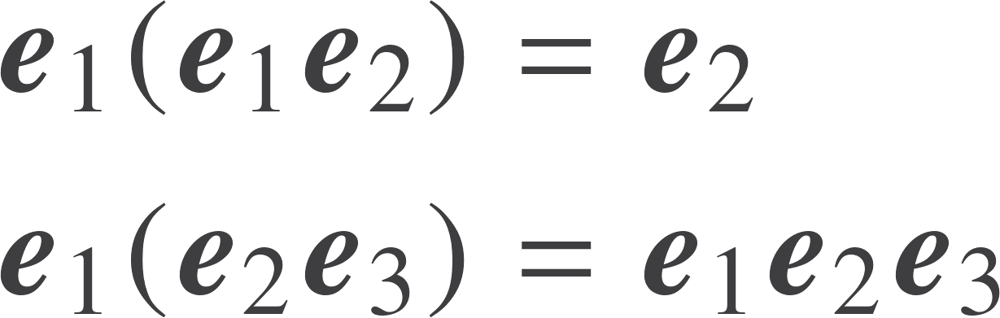 e₁(e₁e₂) = e₂
e₁(e₂e₃) = e₁e₂e₃